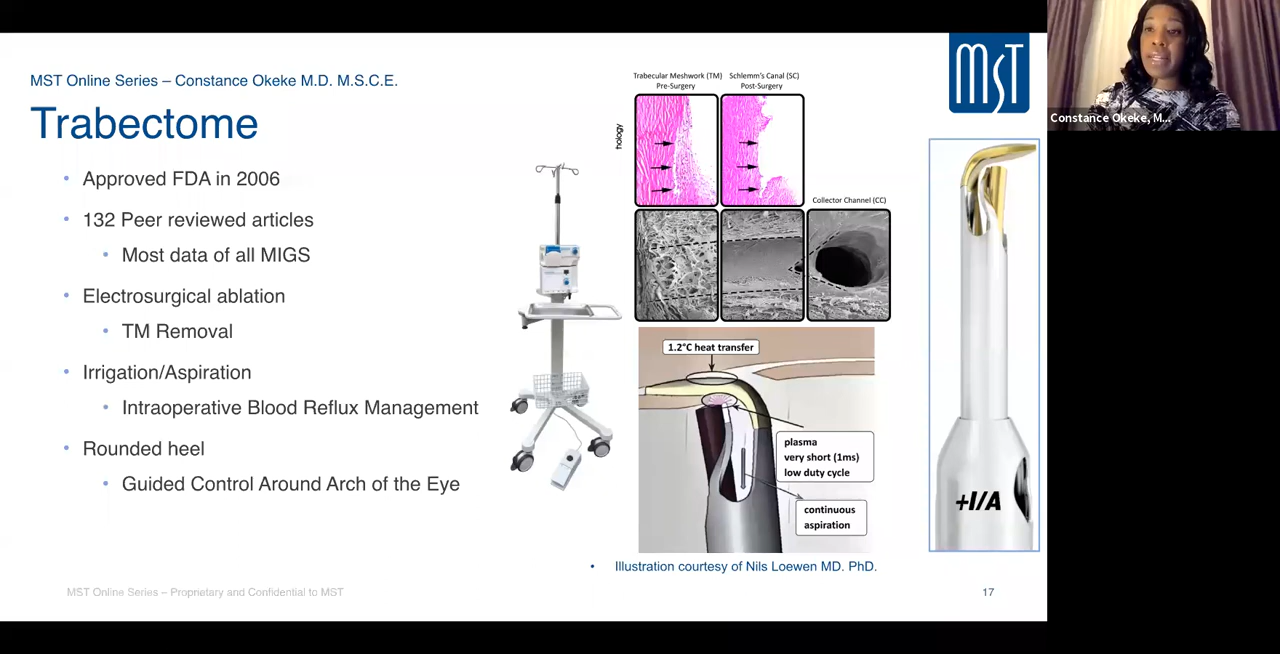 MST Online Series – Constance Okeke M.D. M.S.C.E.
Trabectome
• Approved FDA in 2006
• 132 Peer reviewed articles
• Most data of all MIGS
• Electrosurgical ablation
• TM Removal
• Irrigation/Aspiration
• Intraoperative Blood Reflux Management
• Rounded heel
• Guided Control Around Arch of the Eye
Trabecular Meshwork (TM)
Pre-Surgery
Schlemm's Canal (SC)
Post-Surgery
hology
Collector Channel (CC)
1.2°C heat transfer
plasma
very short (1ms)
low duty cycle
continuous
aspiration
• Illustration courtesy of Nils Loewen MD. PhD.
MST
+I/A
MST Online Series – Proprietary and Confidential to MST
17
Constance Okeke, M...